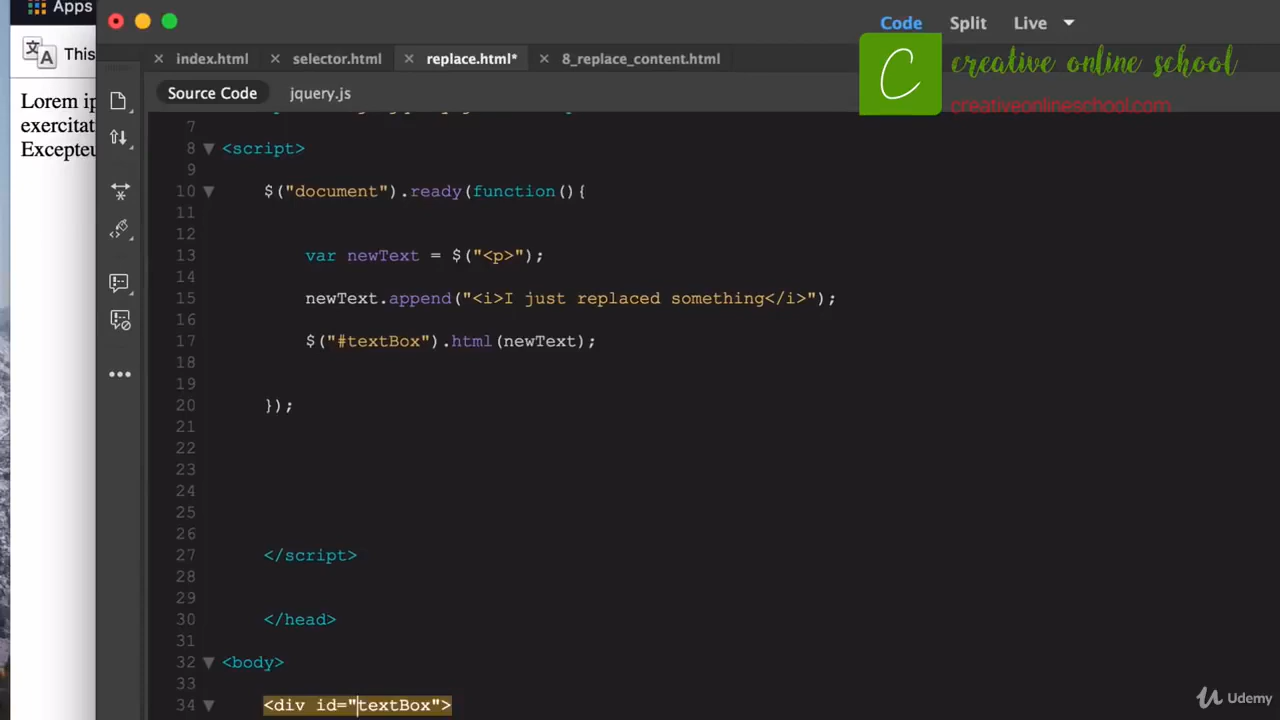 Apps
Code Split Live
This
index.html selector.html replace.html* 8_replace_content.html
C creative online school
creativeonlineschool.com
Source Code jquery.js
Lorem ip
exercitat
Excepteu
7
8 <script>
9
10 $("document").ready(function(){
11
12
13 var newText = $("<p>");
14
15 newText.append("<i>I just replaced something</i>");
16
17 $("#textBox").html(newText);
18
19
20 });
21
22
23
24
25
26
27 </script>
28
29
30 </head>
31
32 <body>
33
34 <div id="textBox">
Udemy